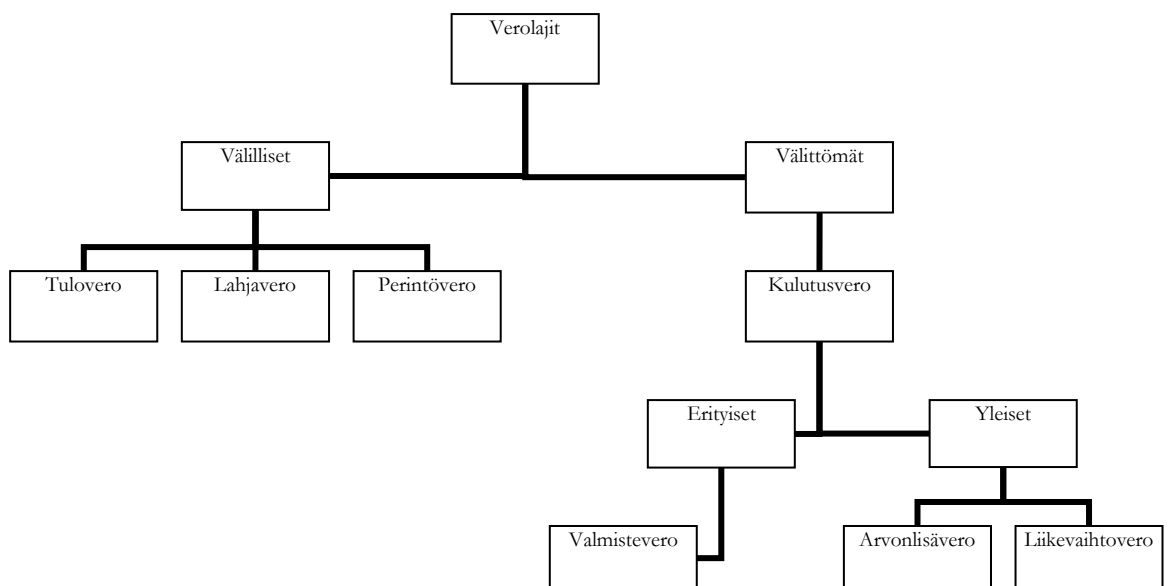 Verolajit
Välilliset
Välittömät
Tulovero
Lahjavero
Perintövero
Kulutusvero
Erityiset
Yleiset
Valmistevero
Arvonlisävero
Liikevaihtovero